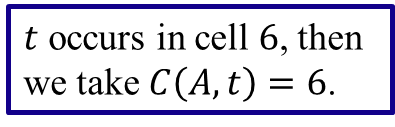 t occurs in cell 6, then
we take C(A, t) = 6.